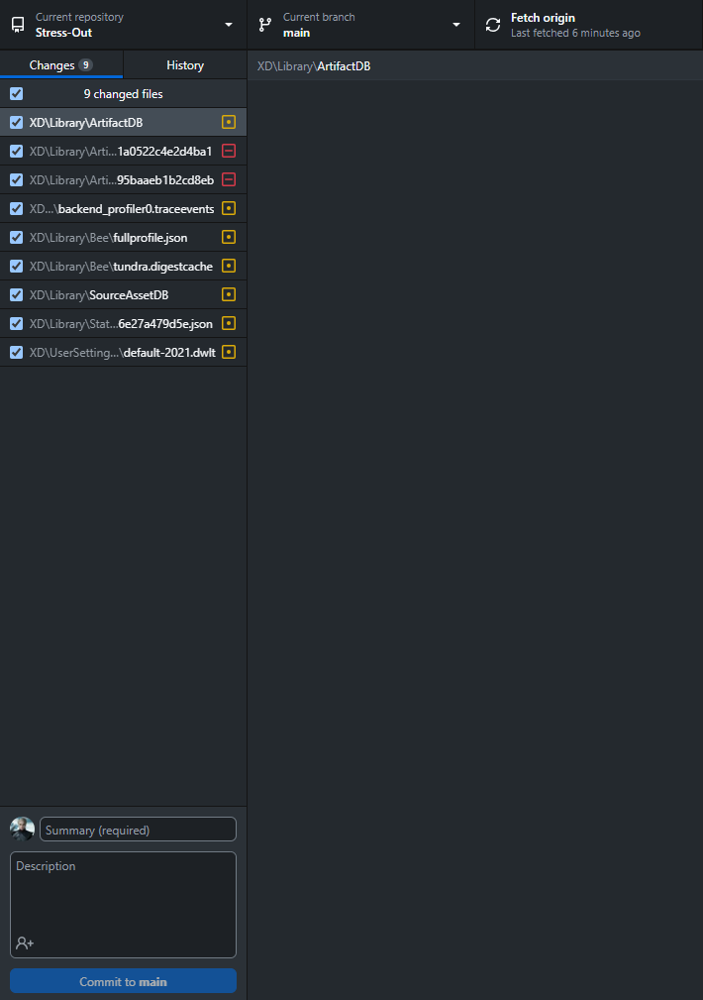 Current repository
Stress-Out
Current branch
main
Fetch origin
Last fetched 6 minutes ago
Changes 9
History
9 changed files
XD\Library\ArtifactDB
XD\Library\Arti...1a0522c4e2d4ba1
XD\Library\Arti...95baaeb1b2cd8eb
XD...\backend_profiler0.traceevents
XD\Library\Bee\fullprofile.json
XD\Library\Bee\tundra.digestcache
XD\Library\SourceAssetDB
XD\Library\Stat...6e27a479d5e.json
XD\UserSetting...\default-2021.dwlt
XD\Library\ArtifactDB
Summary (required)
Description
Commit to main